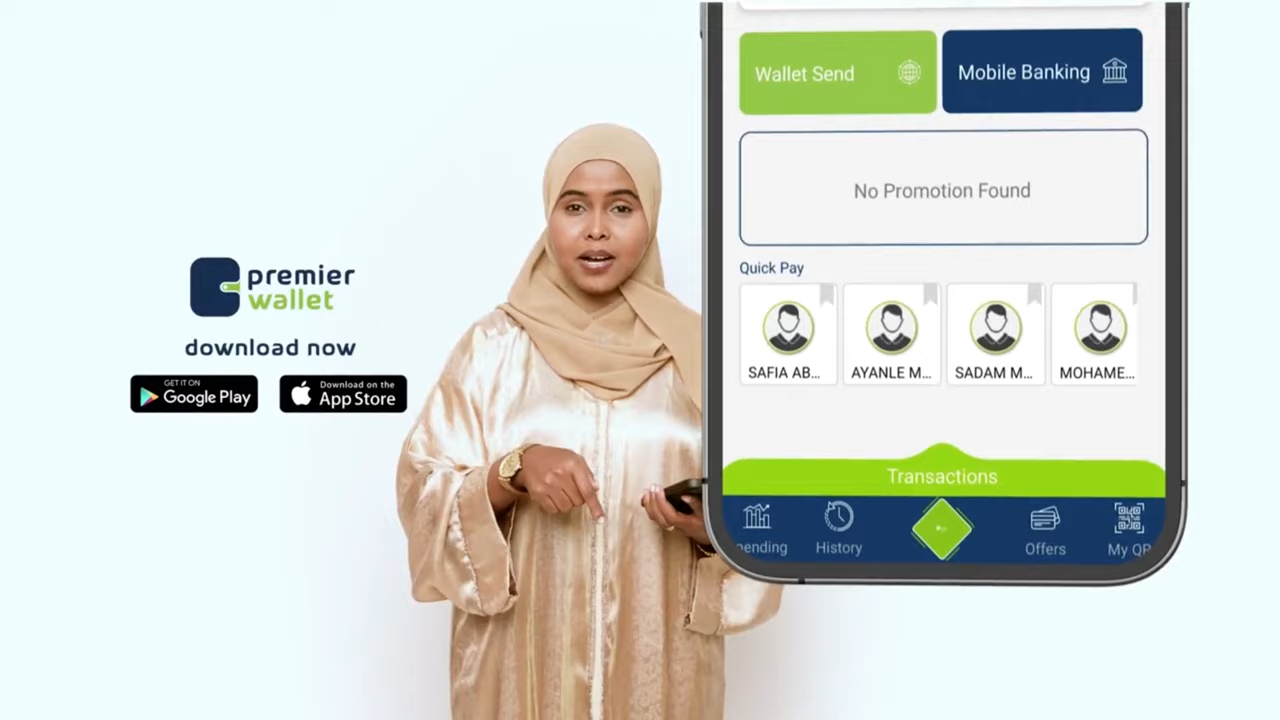 premier
wallet
download now
GET IT ON
Google Play
Download on the
App Store
Wallet Send
Mobile Banking
No Promotion Found
Quick Pay
SAFIA AB...
AYANLE M...
SADAM M...
MOHAME...
Transactions
pending
History
Offers
My QR